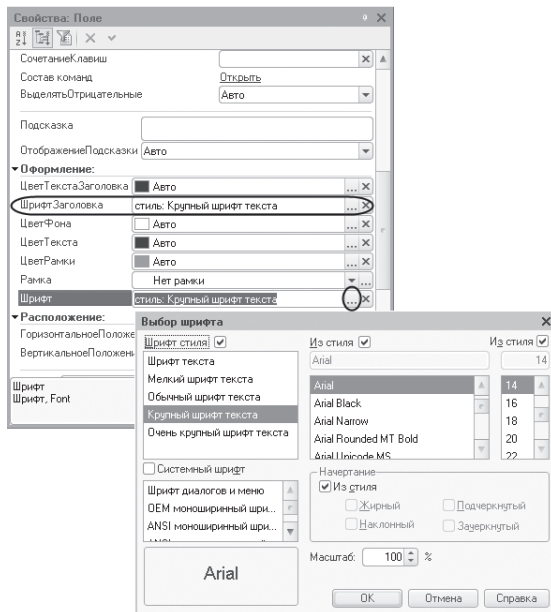 Свойства: Поле
СочетаниеКлавиш
Состав команд Открыть
ВыделятьОтрицательные Авто
Подсказка
ОтображениеПодсказки Авто
Оформление:
ЦветТекстаЗаголовка Авто
ШрифтЗаголовка стиль: Крупный шрифт текста
ЦветФона Авто
ЦветТекста Авто
ЦветРамки Авто
Рамка Нет рамки
Шрифт стиль: Крупный шрифт текста
Расположение:
ГоризонтальноеПоложе
ВертикальноеПоложен
Шрифт
Шрифт, Font
Выбор шрифта
Шрифт стиля
Шрифт текста
Мелкий шрифт текста
Обычный шрифт текста
Крупный шрифт текста
Очень крупный шрифт текста
Системный шрифт
Шрифт диалогов и меню
OEM моноширинный шри...
ANSI моноширинный шри...
Arial
Из стиля Из стиля
Arial 14
Arial 14
Arial Black 16
Arial Narrow 18
Arial Rounded MT Bold 20
Arial Unicode MS 22
Начертание
Из стиля
Жирный Подчеркнутый
Наклонный Зачеркнутый
Масштаб: 100 %
OK Отмена Справка